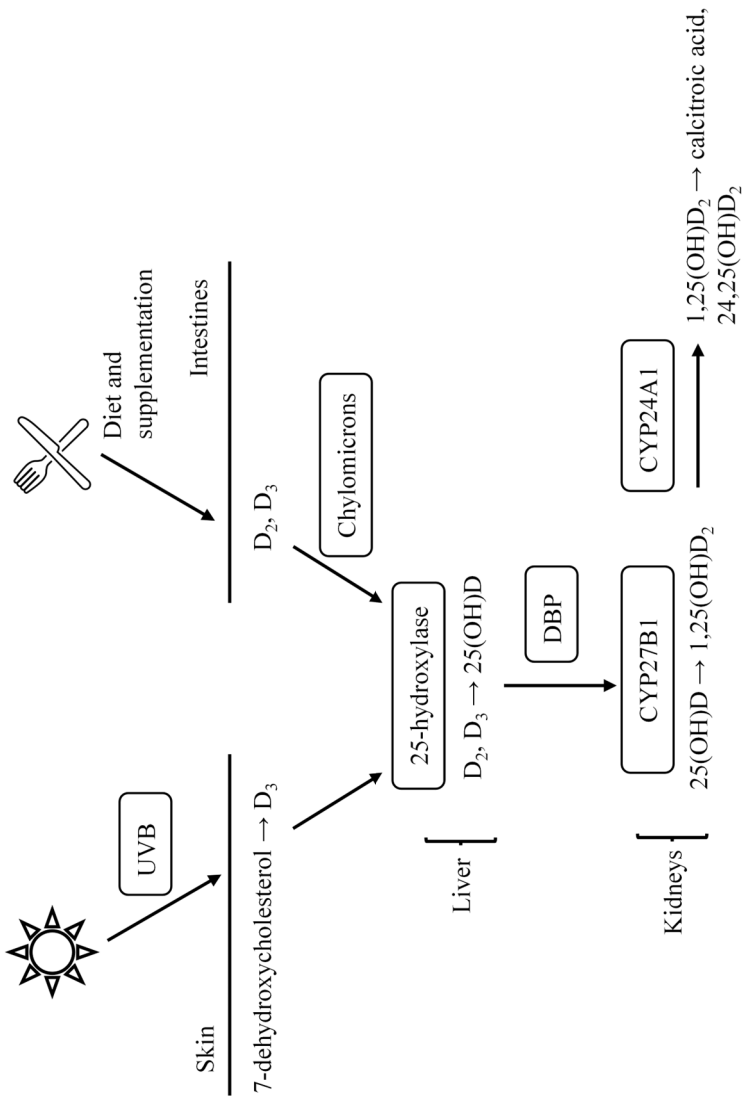 UVB
Diet and
supplementation
Skin
Intestines
7-dehydroxycholesterol → D₃
D₂, D₃
Chylomicrons
25-hydroxylase
Liver
D₂, D₃ → 25(OH)D
DBP
CYP27B1
CYP24A1
Kidneys
25(OH)D → 1,25(OH)D₂
1,25(OH)D₂ → calcitroic acid,
24,25(OH)D₂